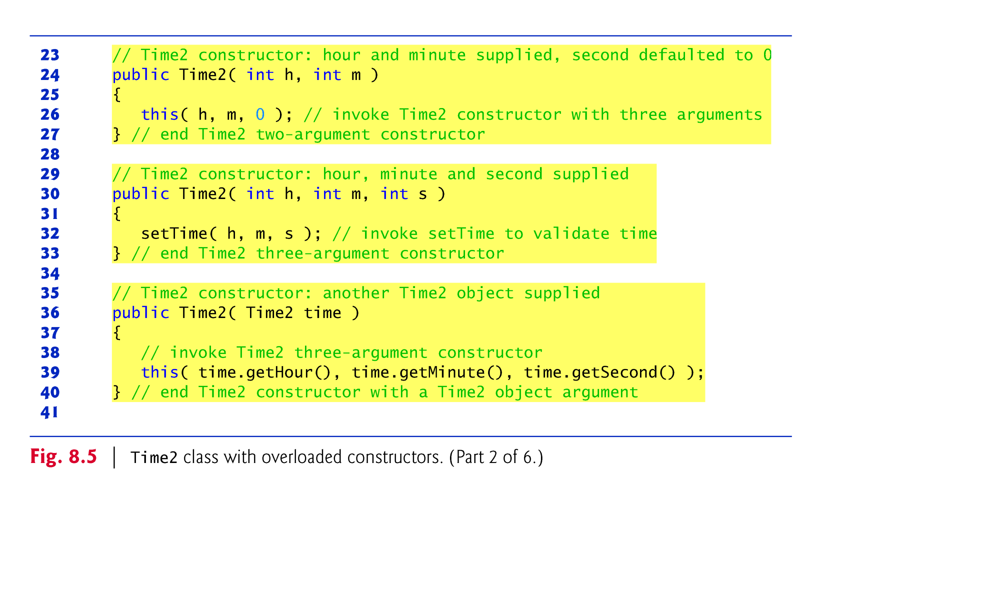 23 // Time2 constructor: hour and minute supplied, second defaulted to 0
24 public Time2( int h, int m )
25 {
26    this( h, m, 0 ); // invoke Time2 constructor with three arguments
27 } // end Time2 two-argument constructor
28
29 // Time2 constructor: hour, minute and second supplied
30 public Time2( int h, int m, int s )
31 {
32    setTime( h, m, s ); // invoke setTime to validate time
33 } // end Time2 three-argument constructor
34
35 // Time2 constructor: another Time2 object supplied
36 public Time2( Time2 time )
37 {
38    // invoke Time2 three-argument constructor
39    this( time.getHour(), time.getMinute(), time.getSecond() );
40 } // end Time2 constructor with a Time2 object argument
41
Fig. 8.5 | Time2 class with overloaded constructors. (Part 2 of 6.)